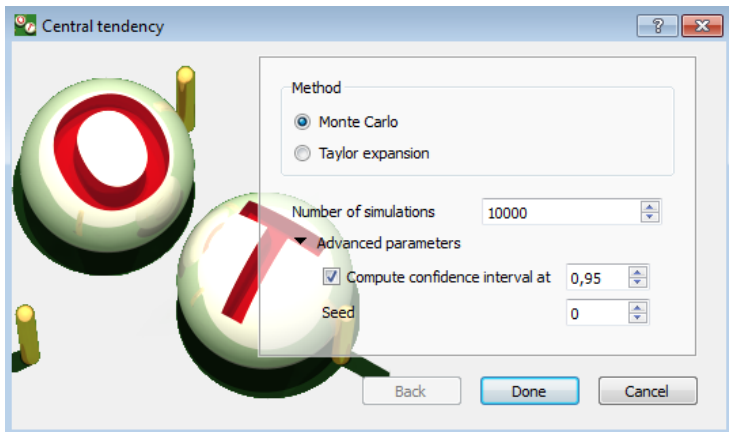 Central tendency
Method
Monte Carlo
Taylor expansion
Number of simulations 10000
Advanced parameters
Compute confidence interval at 0,95
Seed 0
Back Done Cancel
O
T